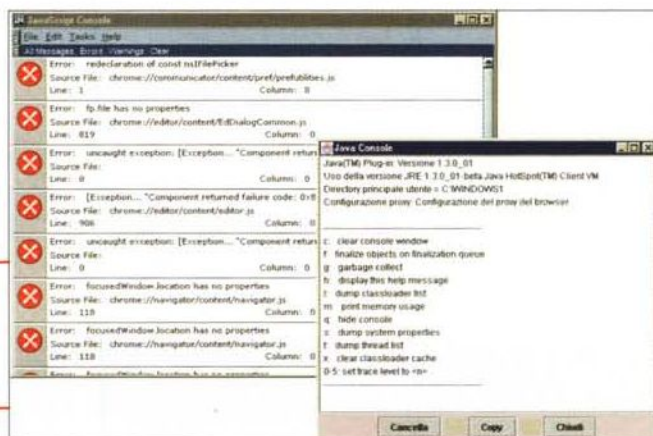 JavaScript Console
File Edit Tasks Help
All Messages Errors Warnings Clear
Error: redeclaration of const nsIFilePicker
Source File: chrome://communicator/content/pref/prefutilities.js
Line: 1 Column: 0
Error: fp.file has no properties
Source File: chrome://editor/content/EdDialogCommon.js
Line: 819 Column: 0
Error: uncaught exception: [Exception... "Component return
Source File:
Line: 0 Column: 0
Error: [Exception... "Component returned failure code: 0x8
Source File: chrome://editor/content/editor.js
Line: 906 Column: 0
Error: uncaught exception: [Exception... "Component return
Source File:
Line: 0 Column: 0
Error: focusedWindow.location has no properties
Source File: chrome://navigator/content/navigator.js
Line: 118 Column: 0
Error: focusedWindow.location has no properties
Source File: chrome://navigator/content/navigator.js
Line: 118 Column: 0
Error: focusedWindow.location has no properties
Java Console
Java(TM) Plug-in: Versione 1.3.0_01
Uso della versione JRE 1.3.0_01-beta Java HotSpot(TM) Client VM
Directory principale utente = C:\WINDOWS1
Configurazione proxy: Configurazione del proxy del browser
c: clear console window
f: finalize objects on finalization queue
g: garbage collect
h: display this help message
l: dump classloader list
m: print memory usage
q: hide console
s: dump system properties
t: dump thread list
x: clear classloader cache
0-5: set trace level to <n>
Cancella Copy Chiudi